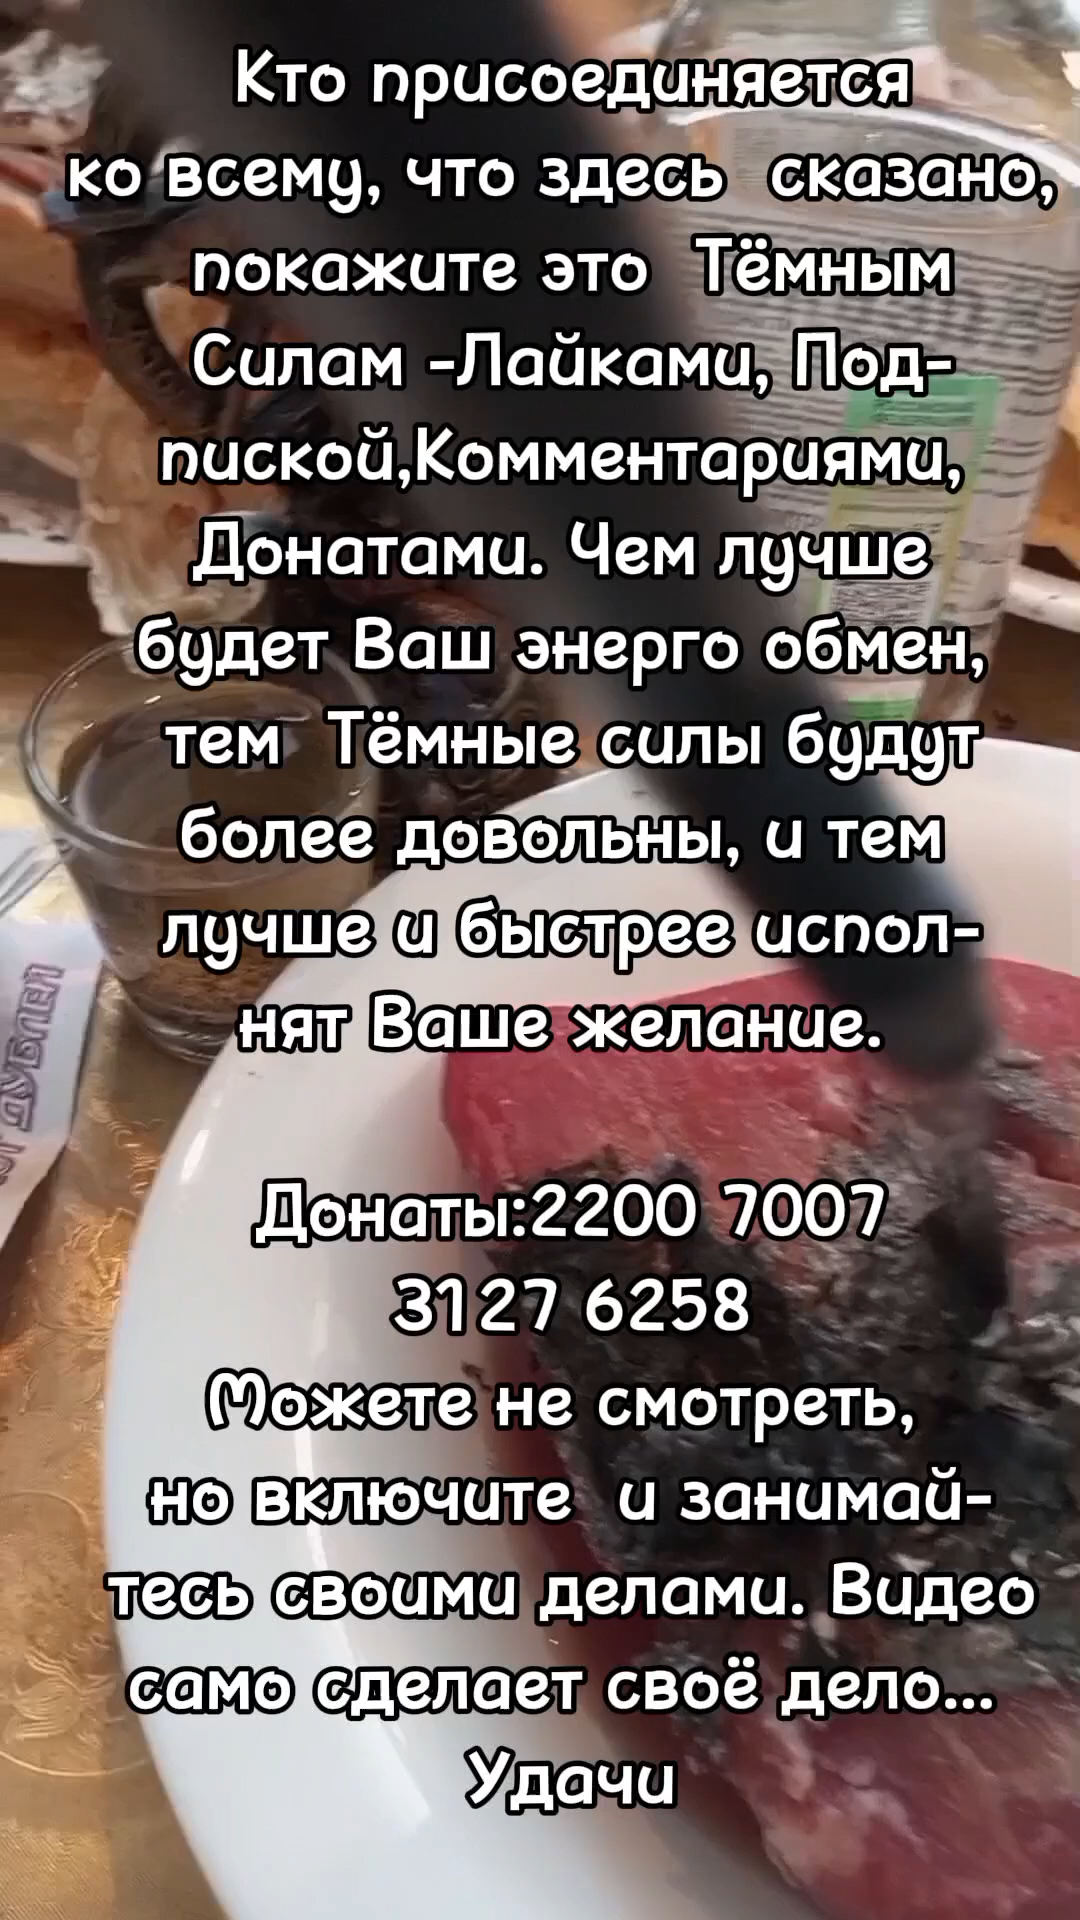 Кто присоединяется
ко всему, что здесь сказано,
покажите это Тёмным
Силам -Лайками, Под-
пиской,Комментариями,
Донатами. Чем лучше
будет Ваш энерго обмен,
тем Тёмные силы будут
более довольны, и тем
лучше и быстрее испол-
нят Ваше желание.
Донаты:2200 7007
3127 6258
Можете не смотреть,
но включите и занимай-
тесь своими делами. Видео
само сделает своё дело...
Удачи